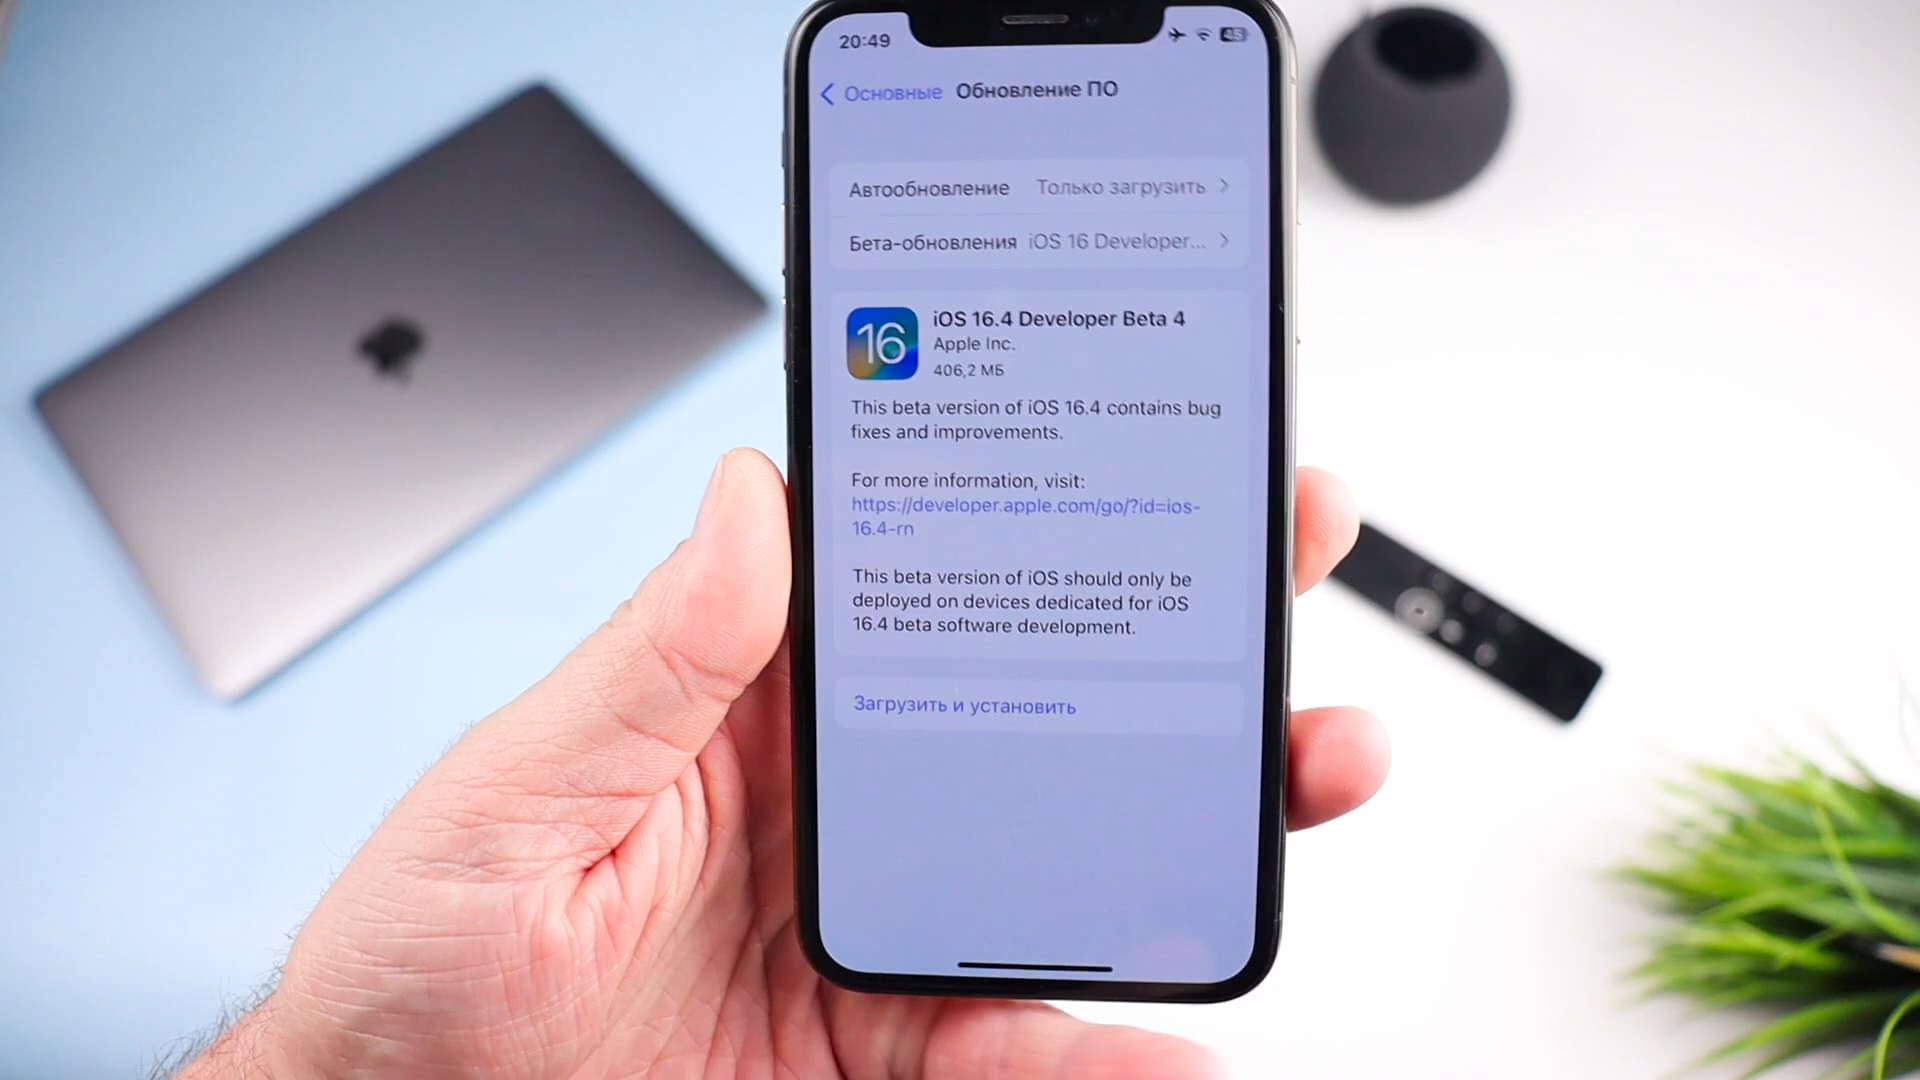 20:49
45
Основные Обновление ПО
Автообновление Только загрузить
Бета-обновления iOS 16 Developer...
16
iOS 16.4 Developer Beta 4
Apple Inc.
406,2 МБ
This beta version of iOS 16.4 contains bug
fixes and improvements.
For more information, visit:
https://developer.apple.com/go/?id=ios-
16.4-rn
This beta version of iOS should only be
deployed on devices dedicated for iOS
16.4 beta software development.
Загрузить и установить